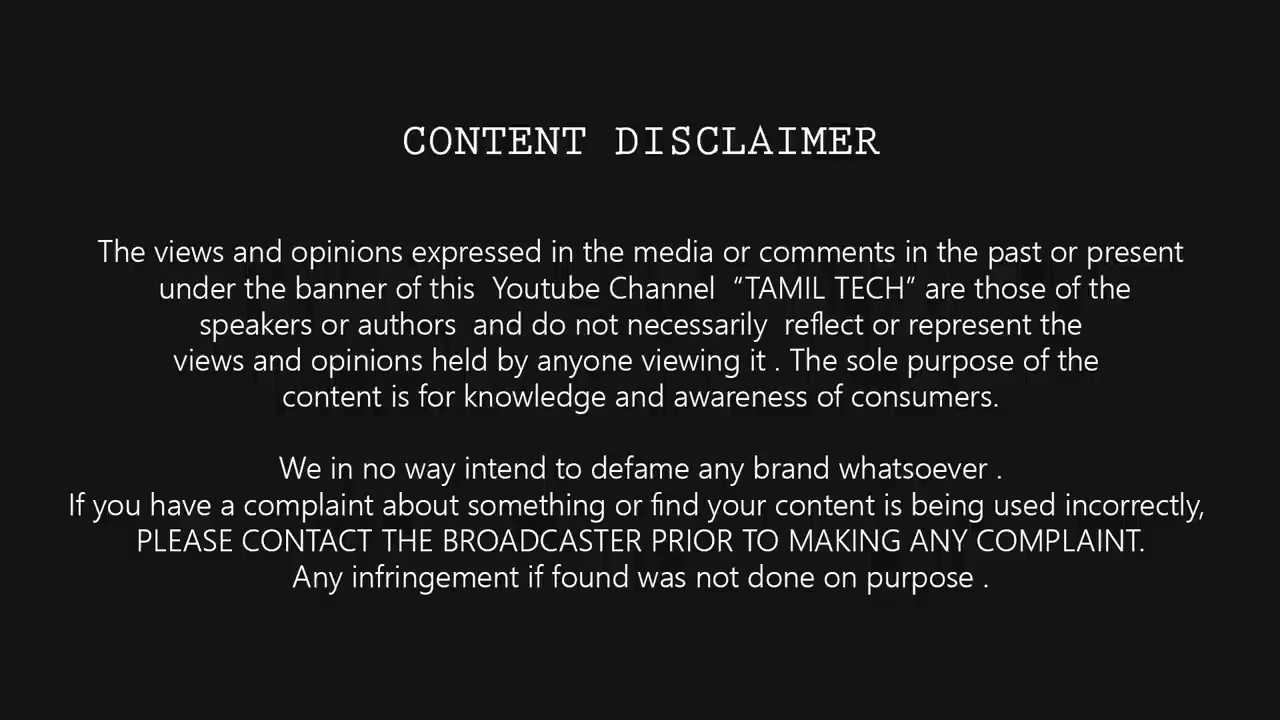 CONTENT DISCLAIMER
The views and opinions expressed in the media or comments in the past or present
under the banner of this  Youtube Channel  “TAMIL TECH” are those of the
speakers or authors  and do not necessarily  reflect or represent the
views and opinions held by anyone viewing it . The sole purpose of the
content is for knowledge and awareness of consumers.
We in no way intend to defame any brand whatsoever .
If you have a complaint about something or find your content is being used incorrectly,
PLEASE CONTACT THE BROADCASTER PRIOR TO MAKING ANY COMPLAINT.
Any infringement if found was not done on purpose .